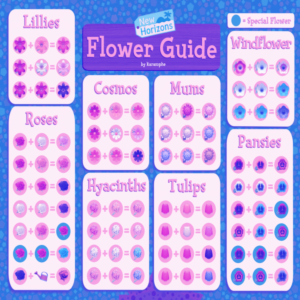 New
Horizons
Flower Guide
= Special Flower
Lillies
Windflower
Cosmos
Mums
Roses
Pansies
Hyacinths
Tulips